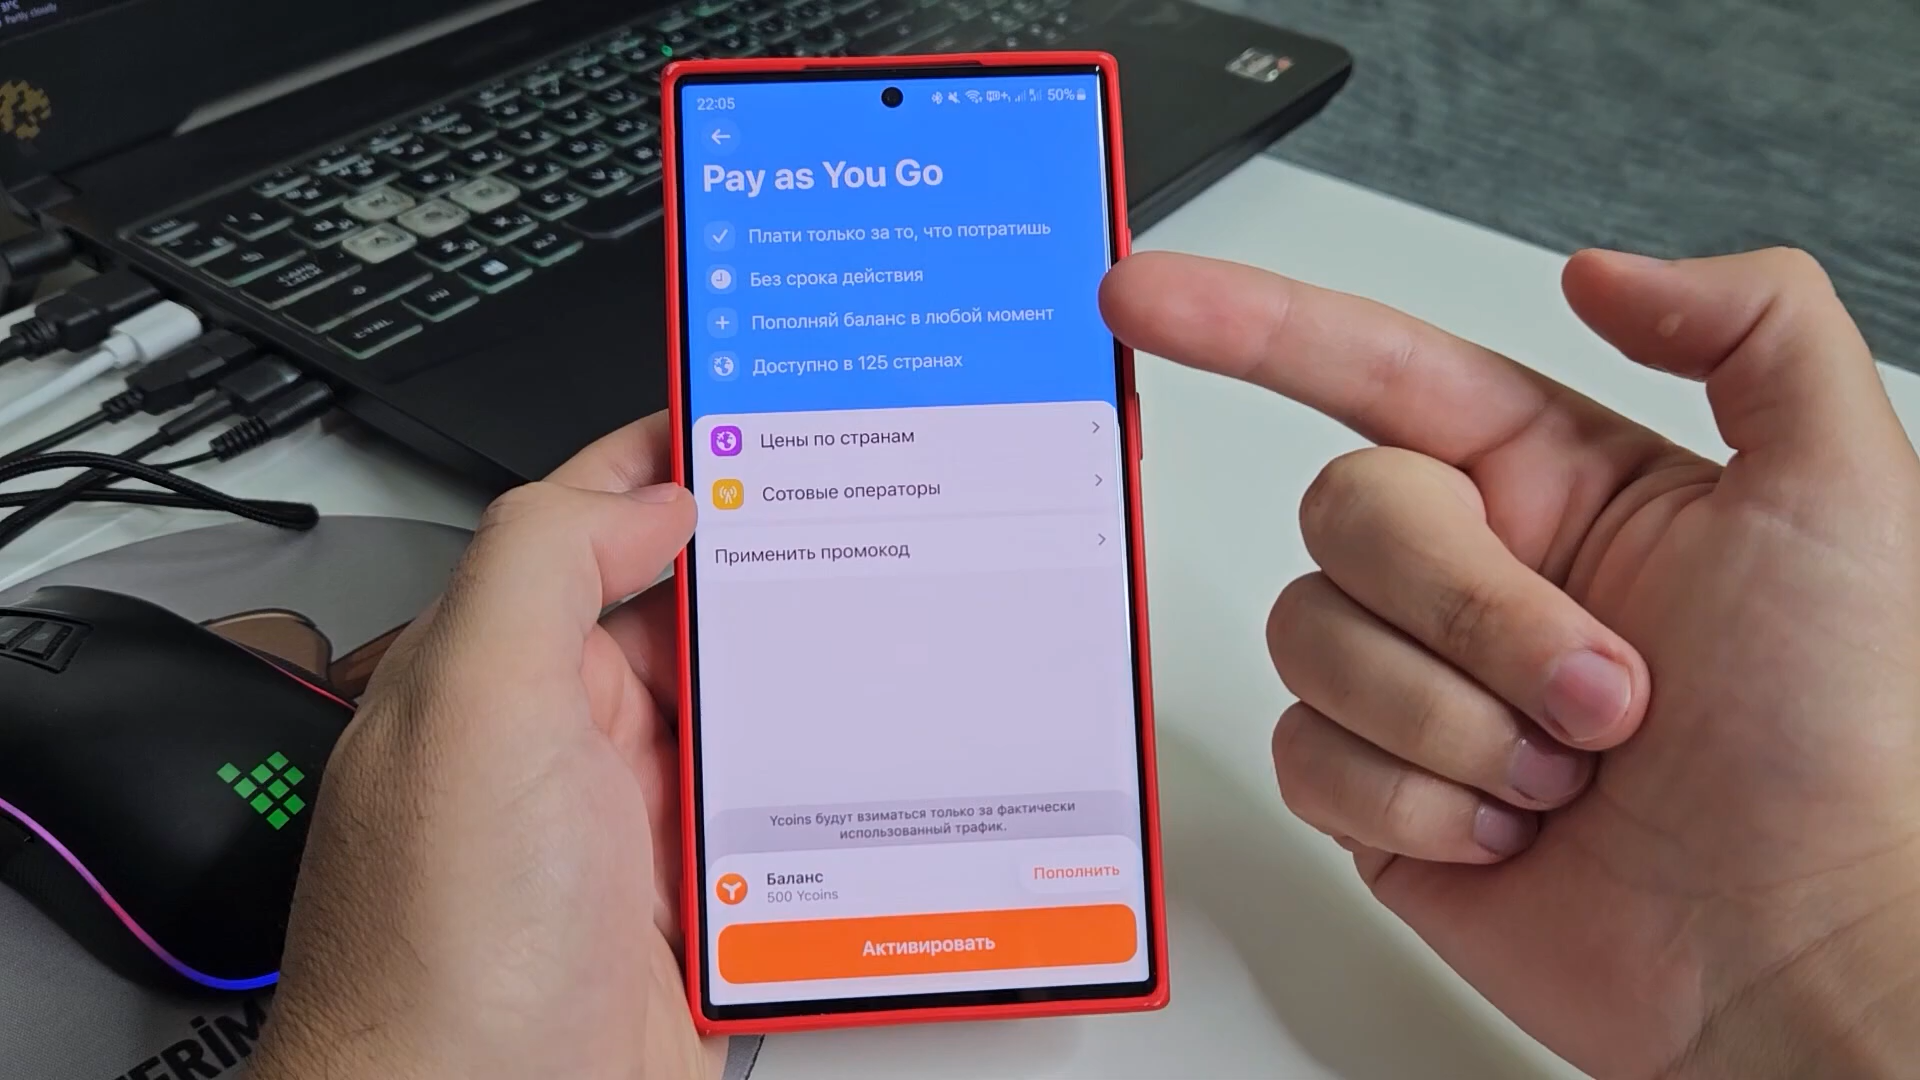 Partly cloudy
22:05
50%
Pay as You Go
Плати только за то, что потратишь
Без срока действия
Пополняй баланс в любой момент
Доступно в 125 странах
Цены по странам
Сотовые операторы
Применить промокод
Ycoins будут взиматься только за фактически
использованный трафик.
Баланс
500 Ycoins
Пополнить
Активировать